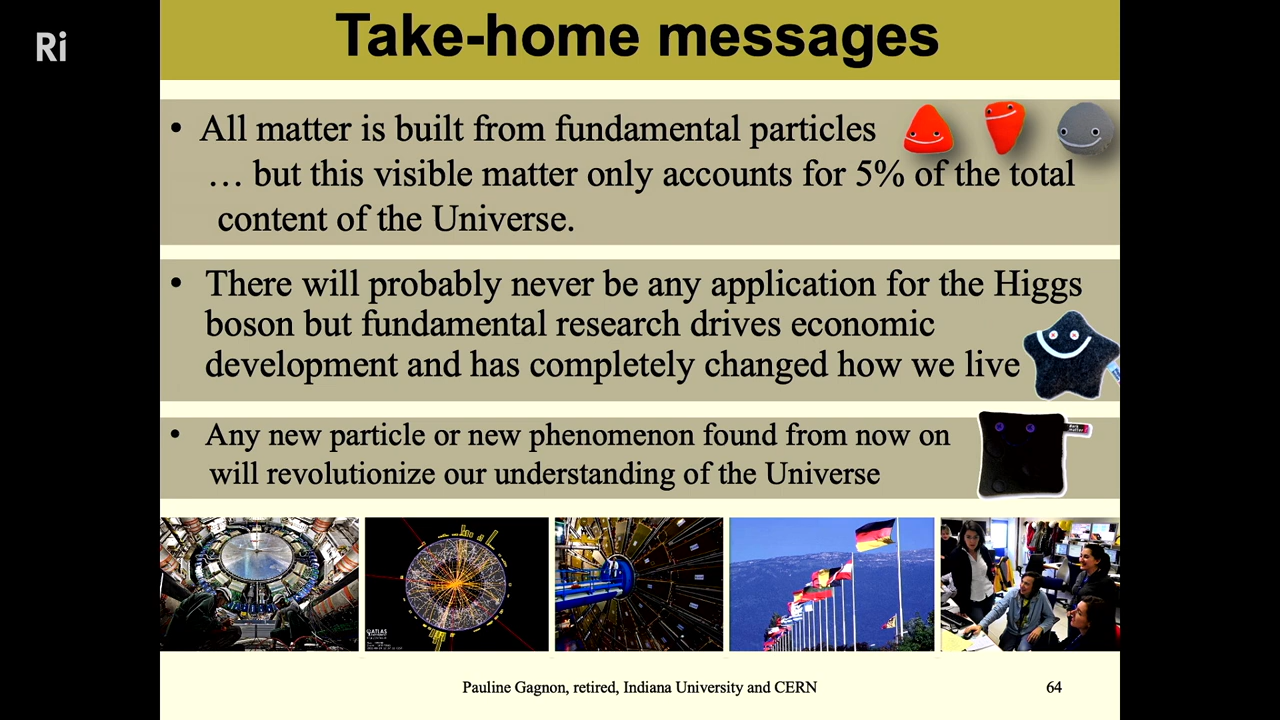 Ri
Take-home messages
• All matter is built from fundamental particles
… but this visible matter only accounts for 5% of the total
content of the Universe.
• There will probably never be any application for the Higgs
boson but fundamental research drives economic
development and has completely changed how we live
• Any new particle or new phenomenon found from now on
will revolutionize our understanding of the Universe
ATLAS
Pauline Gagnon, retired, Indiana University and CERN
64